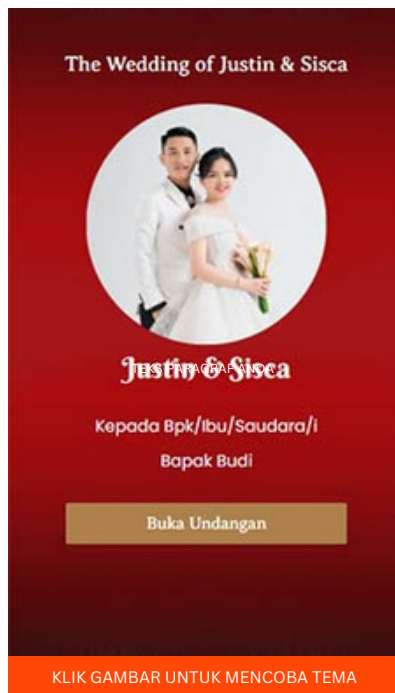 The Wedding of Justin & Sisca
Justin & Sisca
TEKS PARAGRAF ANDA
Kepada Bpk/Ibu/Saudara/i
Bapak Budi
Buka Undangan
KLIK GAMBAR UNTUK MENCOBA TEMA